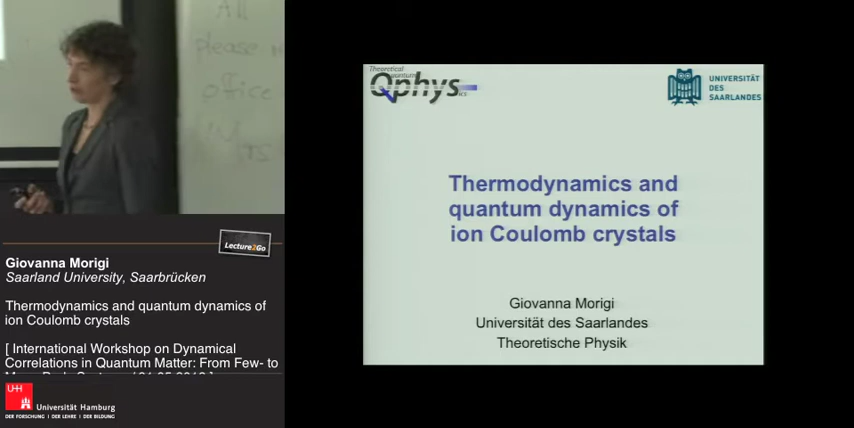 All
please
office
Theoretical
Quantum
Qphys
UNIVERSITÄT
DES
SAARLANDES
Thermodynamics and
quantum dynamics of
ion Coulomb crystals
Giovanna Morigi
Universität des Saarlandes
Theoretische Physik
Lecture2Go
Giovanna Morigi
Saarland University, Saarbrücken
Thermodynamics and quantum dynamics of
ion Coulomb crystals
[ International Workshop on Dynamical
Correlations in Quantum Matter: From Few- to
UHH
Universität Hamburg
DER FORSCHUNG | DER LEHRE | DER BILDUNG